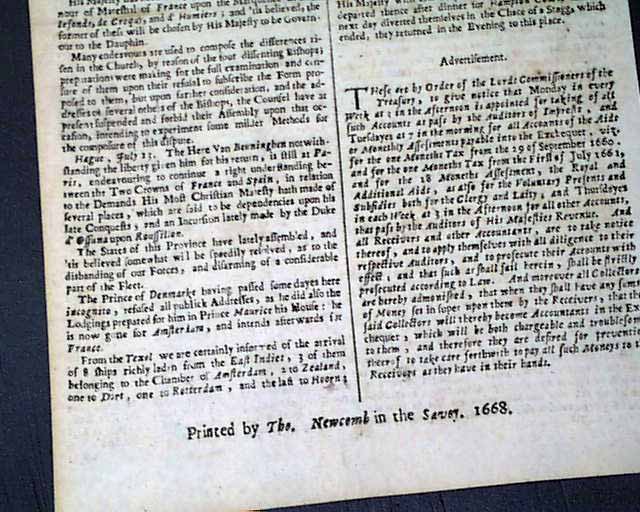 His Majesty
nour of Mareschal of France upon the Marquesses
Defends, de Crequi, and d' Humiers; and 'tis believed, the
former of these will be chosen by His Majesty to be Gover-
our to the Dauphin.
Many endeavours are used to compose the differences ri-
sen in the Church, by reason of the four dissenting Bishops;
preparations were making for the full examination and cen-
sure of them upon their refusal to subscribe the Form pro-
posed to them, but upon further consideration, and the ad-
dresses of several others of the Bishops, the Counsel have at
present suspended and forbid their Assembly upon that oc-
casion, intending to experiment some milder Methods for
the composure of this dispute.
Hague, July 23. The Here Van Beuninghen notwith-
standing the liberty given him for his return, is still at Pa-
ris, endeavouring to continue a right understanding be-
tween the Two Crowns of France and Spain, in relation
to the Demands His Most Christian Majesty hath made of
several places, which are said to be dependencies upon his
late Conquests, and an Incursion lately made by the Duke
d'Ossuna upon Roussillon.
The States of this Province have lately assembled, and
'tis believed somewhat will be speedily resolved, as to the
disbanding of our Forces, and disarming of a considerable
part of the Fleet.
The Prince of Denmarke having passed some dayes here
incognito, refused all publick Addresses, as he did also the
Lodgings prepared for him in Prince Maurice his House: he
is now gone for Amsterdam, and intends afterwards for
France.
From the Texel we are certainly informed of the arrival
of 8 ships richly laden from the East Indies, 3 of them
belonging to the Chamber of Amsterdam, 2 to Zealand,
one to Dort, one to Rotterdam, and the last to Hoorn;
His Majesty with
departed thence after dinner for Hampton
next day diverted themselves in the Chace of a Stagg, which
ended, they returned in the Evening to this place.
Advertisement.
THese are by Order of the Lords Commissioners of the
Treasury, to give notice that Monday in every
Week at 3 in the Afternoon is appointed for taking of all
such Accounts as pass by the Auditors of Imprest, and
Tuesdayes at 7 in the morning for all Accounts of the Aids
or Monethly Assessments payable into the Exchequer, viz.
for the one Moneths Tax from the 29 of September 1660.
and for the one Moneths Tax from the First of July 1661,
and for the 18 Moneths Assessment, the Royal and
Additional Aids, as also for the Voluntary Presents and
Subsidies both for the Clergy and Laity, and Thursdayes
in each Week at 3 in the Afternoon for all other Accounts,
that pass by the Auditors of His Majesties Revenue. And
all Receivers and other Accountants, are to take notice
thereof, and to apply themselves with all diligence to their
respective Auditors, and to prosecute their Accounts with
effect, and that such as shall fail herein, shall be strictly
prosecuted according to Law. And moreover all Collectors
are hereby admonished, that when they shall have any sums
of Money set in super upon them by the Receivers, that the
said Collectors will thereby become Accountants in the Ex
chequer, which will be both chargeable and troublesom
to them, and therefore they are desired for preventi
thereof to take care forthwith to pay all such Moneys to t
Receivers as they have in their hands.
Printed by Tho. Newcomb in the Savoy. 1668.